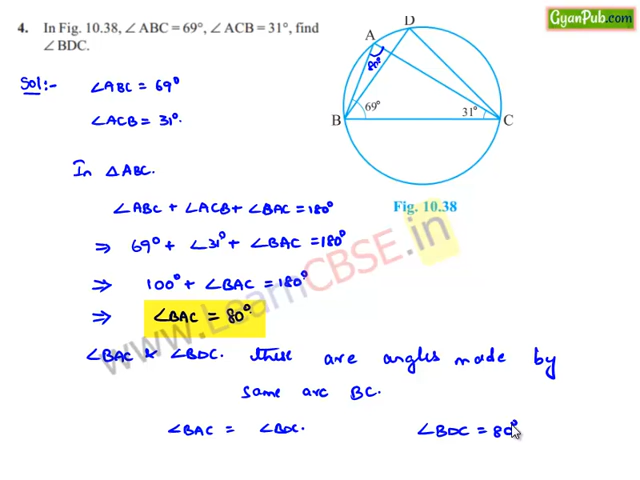 GyanPub.com
4. In Fig. 10.38, ∠ ABC = 69°, ∠ ACB = 31°, find
∠ BDC.
D
A
80°
69°
31°
B
C
Fig. 10.38
Sol:-
∠ABC = 69°
∠ACB = 31°.
In △ABC.
∠ABC + ∠ACB + ∠BAC = 180°
⇒ 69° + ∠31° + ∠BAC = 180°
⇒ 100° + ∠BAC = 180°
⇒ ∠BAC = 80°.
∠BAC & ∠BDC. these are angles made by
same arc BC.
∠BAC = ∠BDC. ∠BDC = 80°
www.LearnCBSE.in